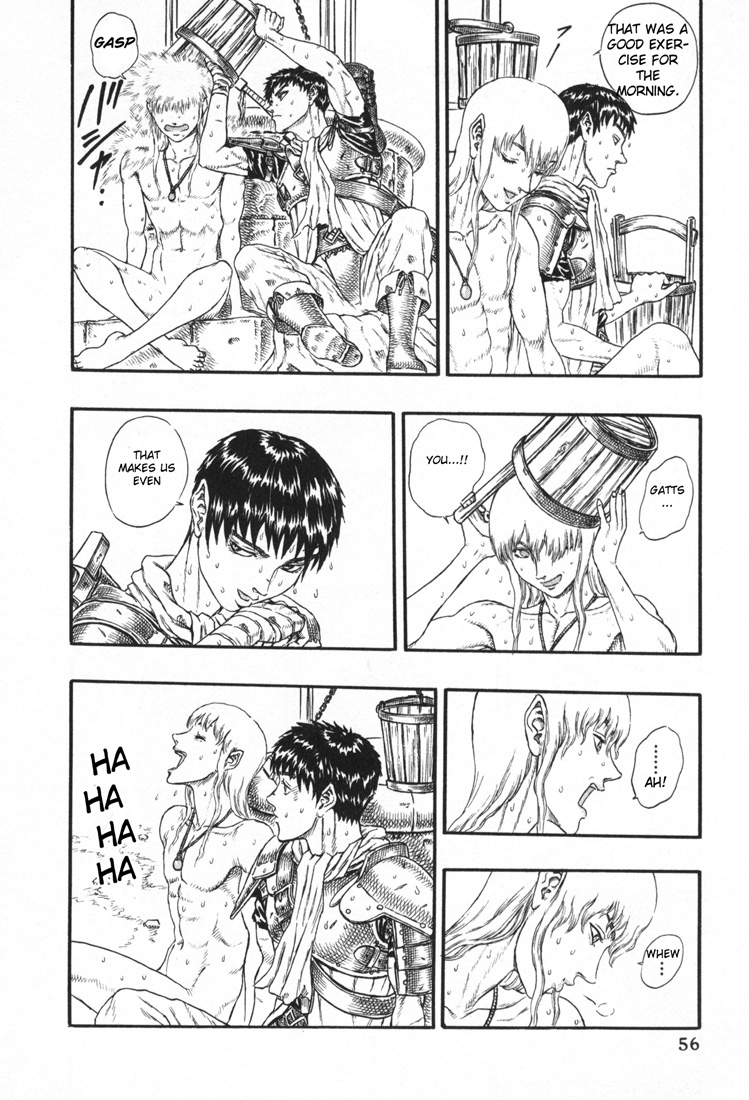 THAT WAS A
GOOD EXER-
CISE FOR
THE
MORNING.
GASP
GATTS
...
YOU...!!
THAT
MAKES US
EVEN
......
AH!
WHEW
...
HA
HA
HA
HA
56